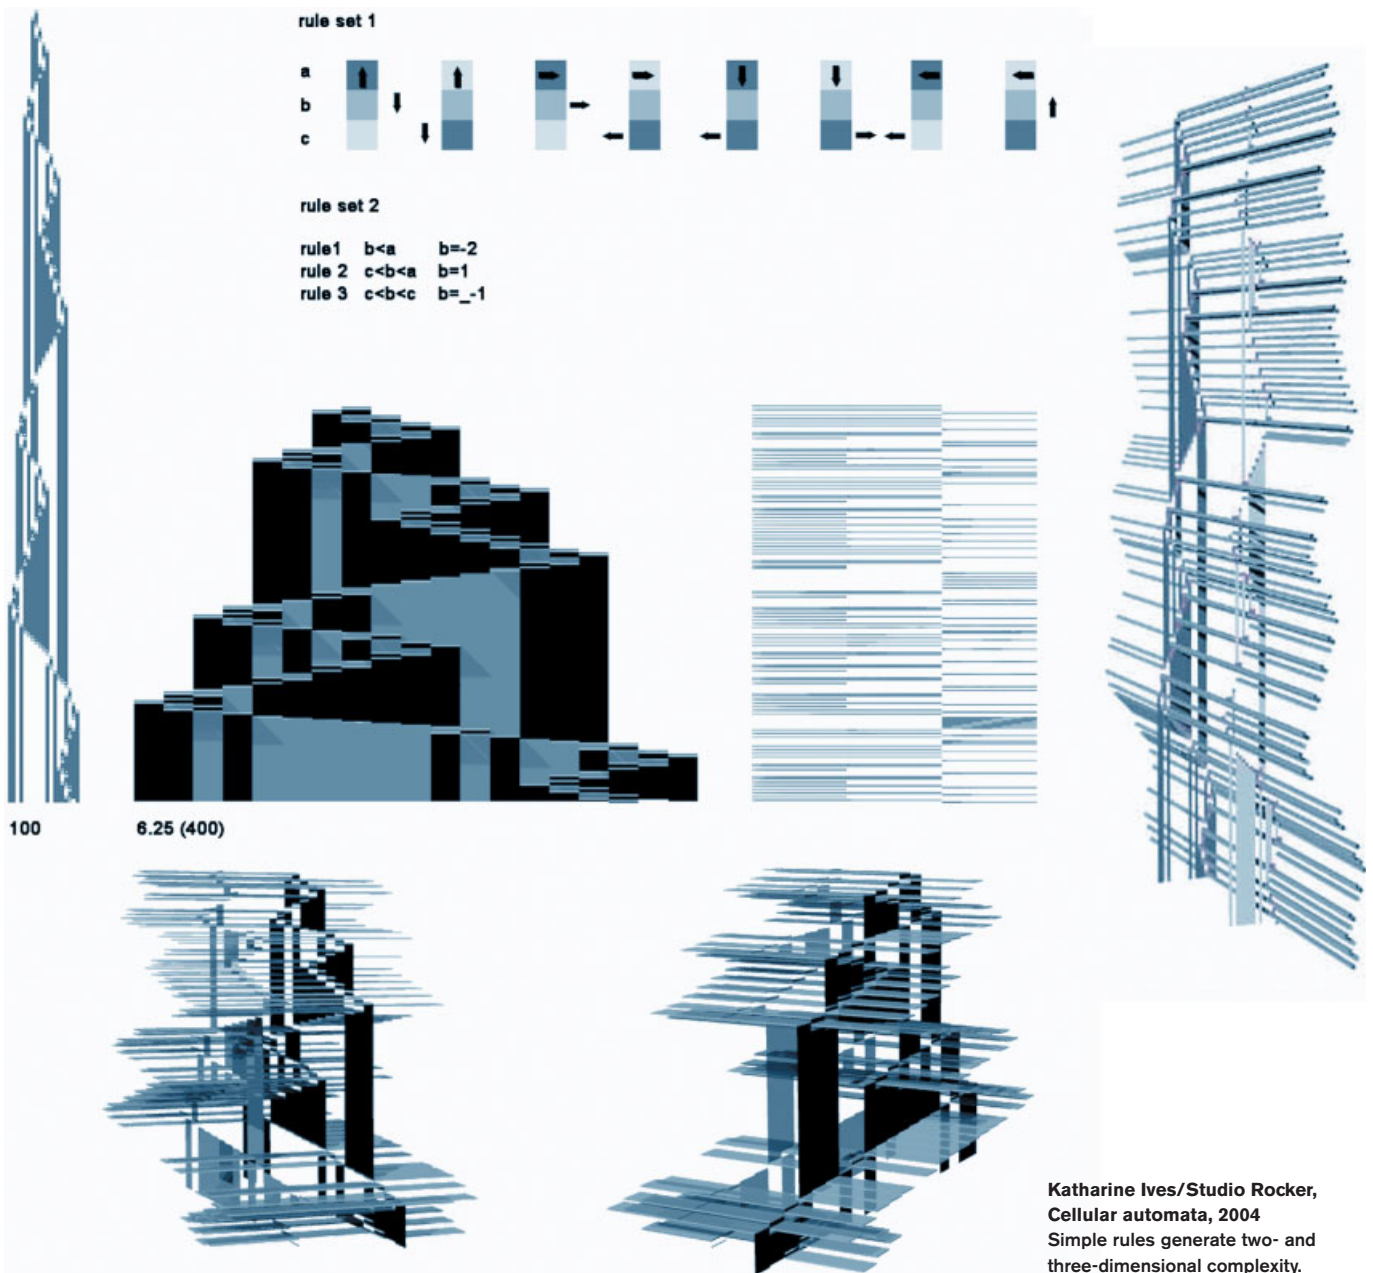 rule set 1
a
b
c
rule set 2
rule1 b<a b=-2
rule 2 c<b<a b=1
rule 3 c<b<c b=_-1
100
6.25 (400)
Katharine Ives/Studio Rocker,
Cellular automata, 2004
Simple rules generate two- and
three-dimensional complexity.